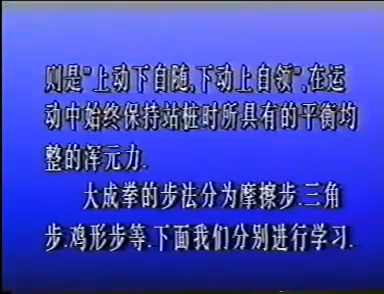 则是"上动下自随,下动上自领",在运
动中始终保持站桩时所具有的平衡均
整的浑元力.
大成拳的步法分为摩擦步.三角
步.鸡形步等.下面我们分别进行学习.